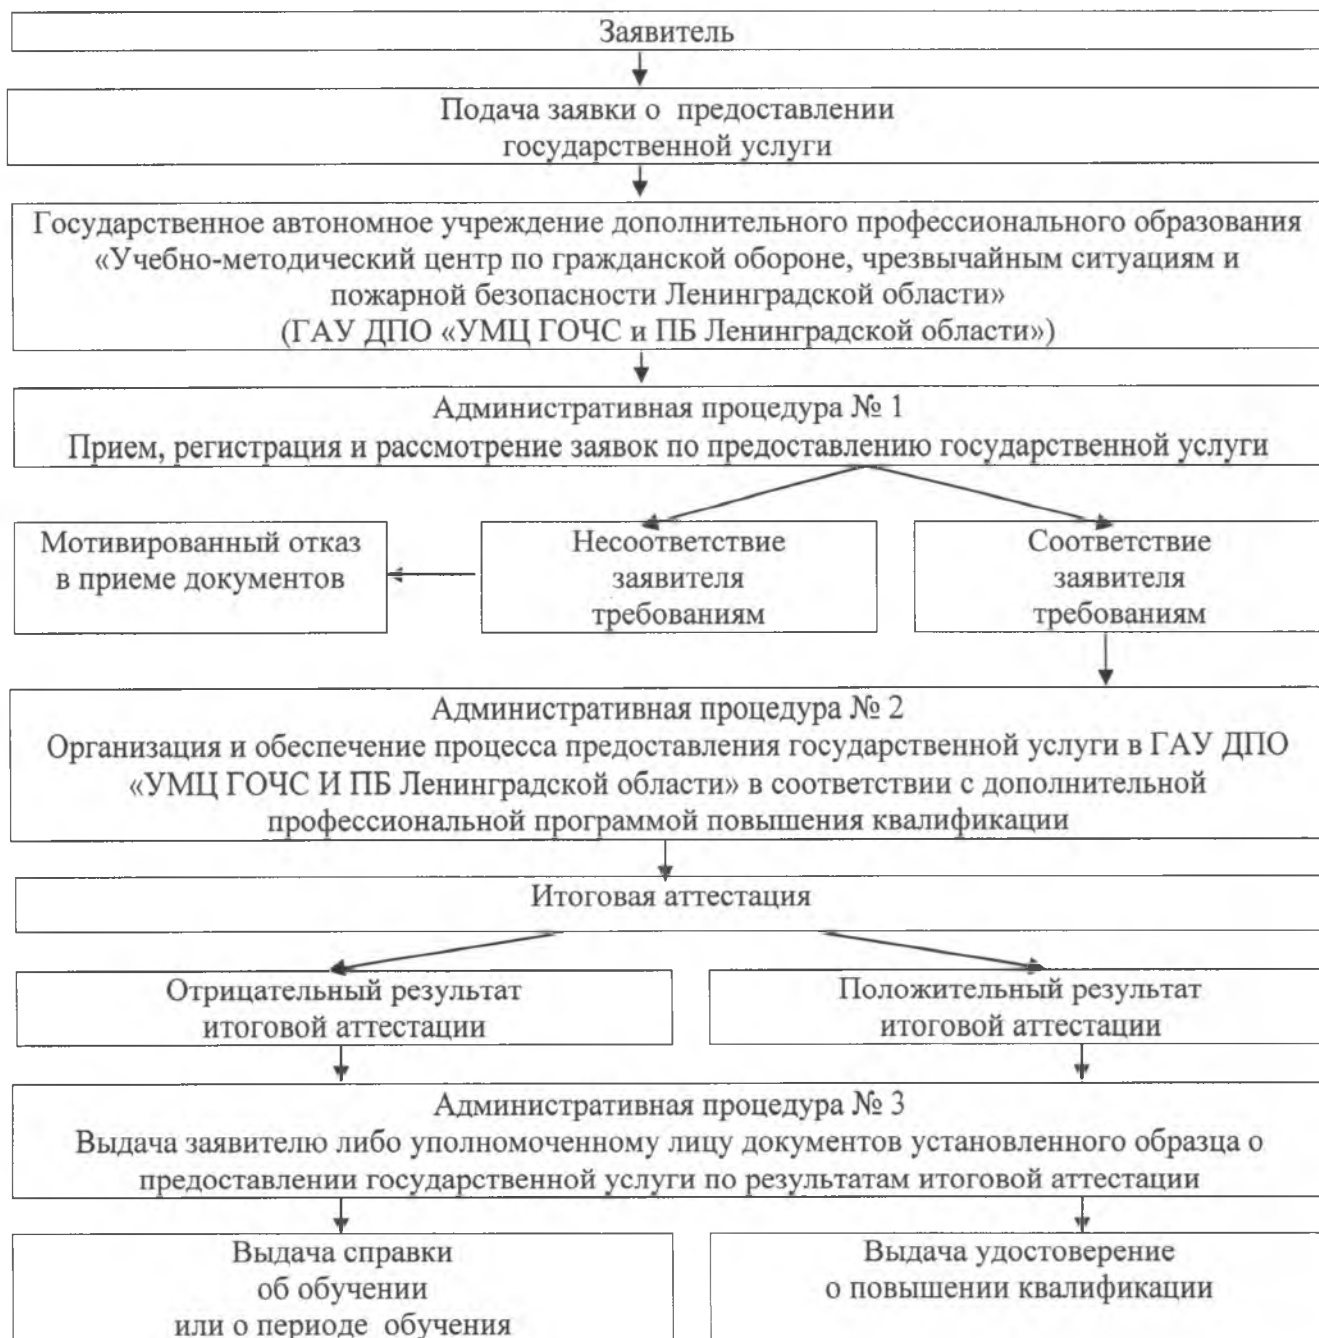 Заявитель
Подача заявки о предоставлении
государственной услуги
Государственное автономное учреждение дополнительного профессионального образования
«Учебно-методический центр по гражданской обороне, чрезвычайным ситуациям и
пожарной безопасности Ленинградской области»
(ГАУ ДПО «УМЦ ГОЧС и ПБ Ленинградской области»)
Административная процедура № 1
Прием, регистрация и рассмотрение заявок по предоставлению государственной услуги
Мотивированный отказ
в приеме документов
Несоответствие
заявителя
требованиям
Соответствие
заявителя
требованиям
Административная процедура № 2
Организация и обеспечение процесса предоставления государственной услуги в ГАУ ДПО
«УМЦ ГОЧС И ПБ Ленинградской области» в соответствии с дополнительной
профессиональной программой повышения квалификации
Итоговая аттестация
Отрицательный результат
итоговой аттестации
Положительный результат
итоговой аттестации
Административная процедура № 3
Выдача заявителю либо уполномоченному лицу документов установленного образца о
предоставлении государственной услуги по результатам итоговой аттестации
Выдача справки
об обучении
или о периоде обучения
Выдача удостоверение
о повышении квалификации